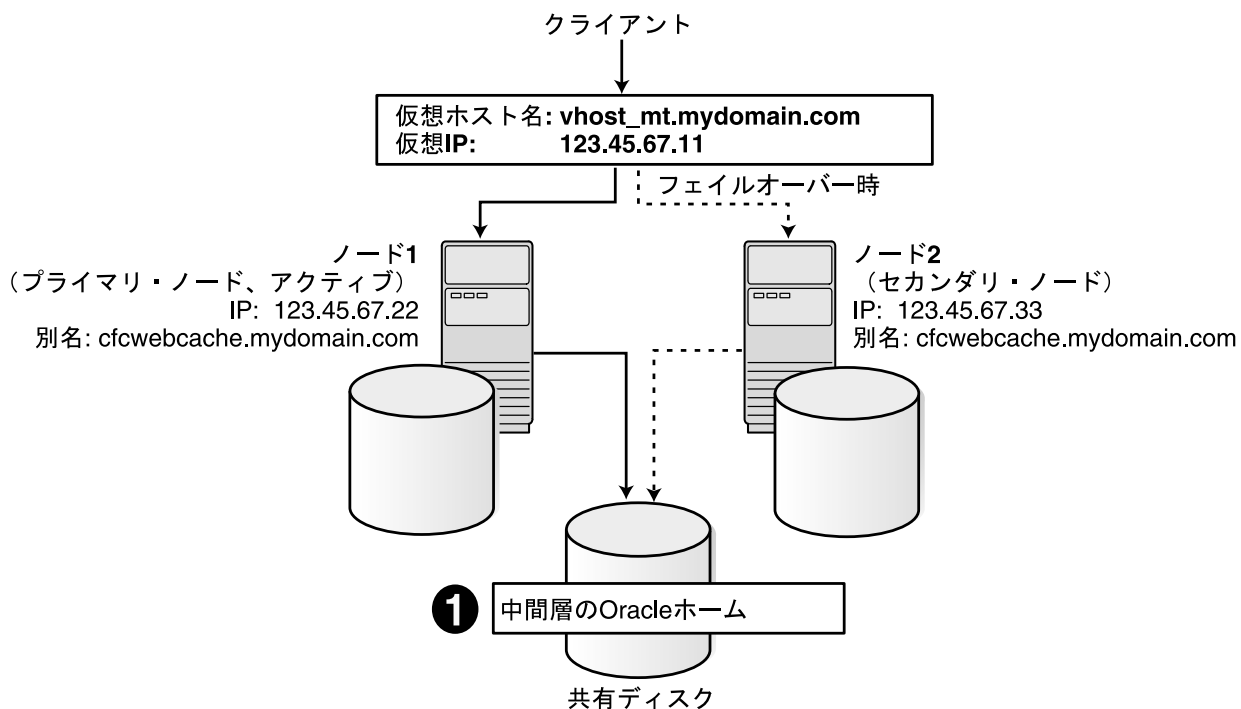 クライアント
仮想ホスト名: vhost_mt.mydomain.com
仮想IP: 123.45.67.11
フェイルオーバー時
ノード1
（プライマリ・ノード、アクティブ）
IP: 123.45.67.22
別名: cfcwebcache.mydomain.com
ノード2
（セカンダリ・ノード）
IP: 123.45.67.33
別名: cfcwebcache.mydomain.com
❶ 中間層のOracleホーム
共有ディスク